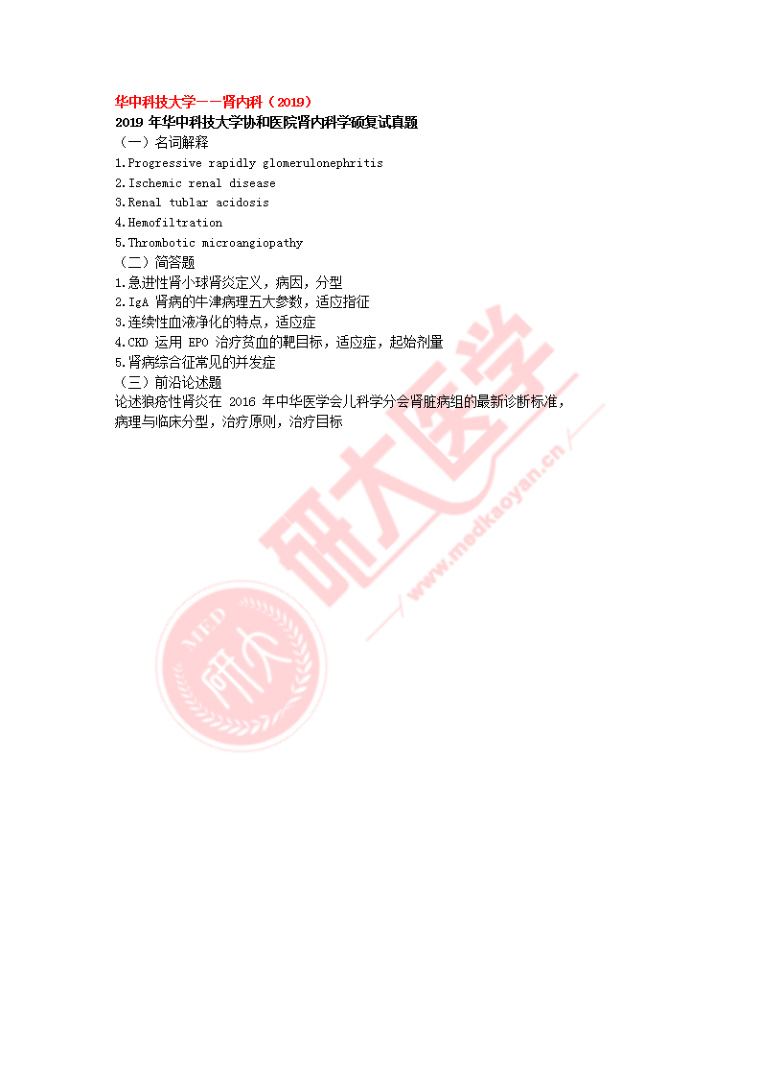 华中科技大学——肾内科（2019）
2019 年华中科技大学协和医院肾内科学硕复试真题
（一）名词解释
1.Progressive rapidly glomerulonephritis
2.Ischemic renal disease
3.Renal tublar acidosis
4.Hemofiltration
5.Thrombotic microangiopathy
（二）简答题
1.急进性肾小球肾炎定义，病因，分型
2.IgA 肾病的牛津病理五大参数，适应指征
3.连续性血液净化的特点，适应症
4.CKD 运用 EPO 治疗贫血的靶目标，适应症，起始剂量
5.肾病综合征常见的并发症
（三）前沿论述题
论述狼疮性肾炎在 2016 年中华医学会儿科学分会肾脏病组的最新诊断标准，
病理与临床分型，治疗原则，治疗目标
研大医学
www.medkaoyan.cn
MED
研大